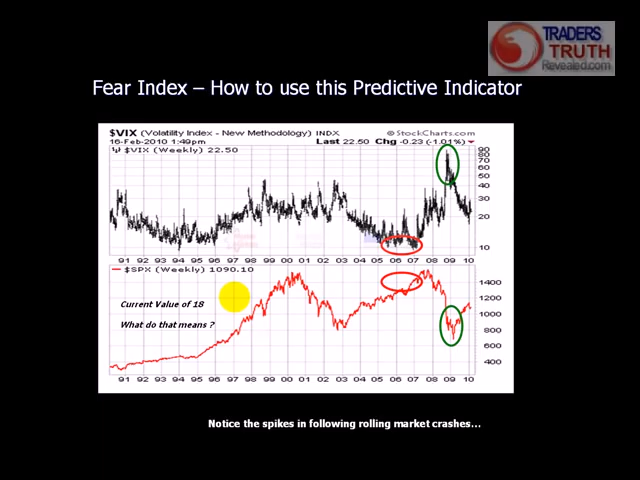 TRADERS
TRUTH
Revealed.com
Fear Index – How to use this Predictive Indicator
$VIX (Volatility Index - New Methodology) INDX @StockCharts.com
16-Feb-2010 1:49pm Last 22.50 Chg -0.23 (-1.01%)
$VIX (Weekly) 22.50
90
80
70
60
50
40
30
20
10
91 92 93 94 95 96 97 98 99 00 01 02 03 04 05 06 07 08 09 10
$SPX (Weekly) 1090.10
1400
1200
1000
800
600
400
Current Value of 18
What do that means ?
91 92 93 94 95 96 97 98 99 00 01 02 03 04 05 06 07 08 09 10
Notice the spikes in following rolling market crashes...